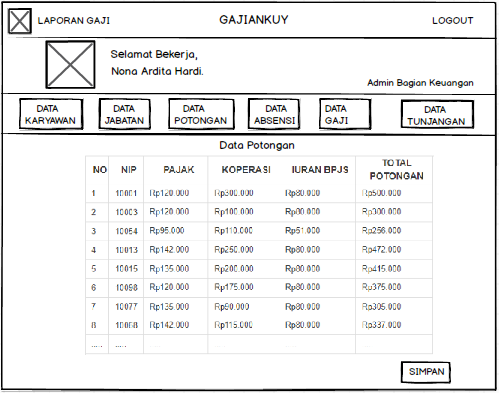 LAPORAN GAJI GAJIANKUY LOGOUT
Selamat Bekerja,
Nona Ardita Hardi.
Admin Bagian Keuangan
DATA KARYAWAN DATA JABATAN DATA POTONGAN DATA ABSENSI DATA GAJI DATA TUNJANGAN
Data Potongan
NO NIP PAJAK KOPERASI IURAN BPJS TOTAL POTONGAN
1 10001 Rp120.000 Rp300.000 Rp80.000 Rp500.000
2 10003 Rp120.000 Rp100.000 Rp80.000 Rp300.000
3 10054 Rp95.000 Rp110.000 Rp51.000 Rp256.000
4 10013 Rp142.000 Rp250.000 Rp80.000 Rp472.000
5 10015 Rp135.000 Rp200.000 Rp80.000 Rp415.000
6 10098 Rp120.000 Rp175.000 Rp80.000 Rp375.000
7 10077 Rp135.000 Rp90.000 Rp80.000 Rp305.000
8 10068 Rp142.000 Rp115.000 Rp80.000 Rp337.000
..... ..... ... ... ... ...
SIMPAN